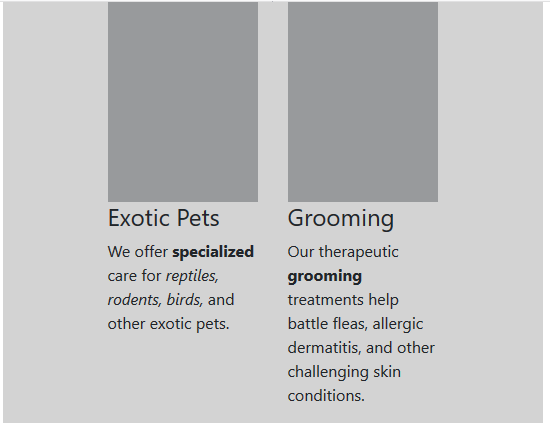 Exotic Pets
We offer specialized
care for reptiles,
rodents, birds, and
other exotic pets.
Grooming
Our therapeutic
grooming
treatments help
battle fleas, allergic
dermatitis, and other
challenging skin
conditions.